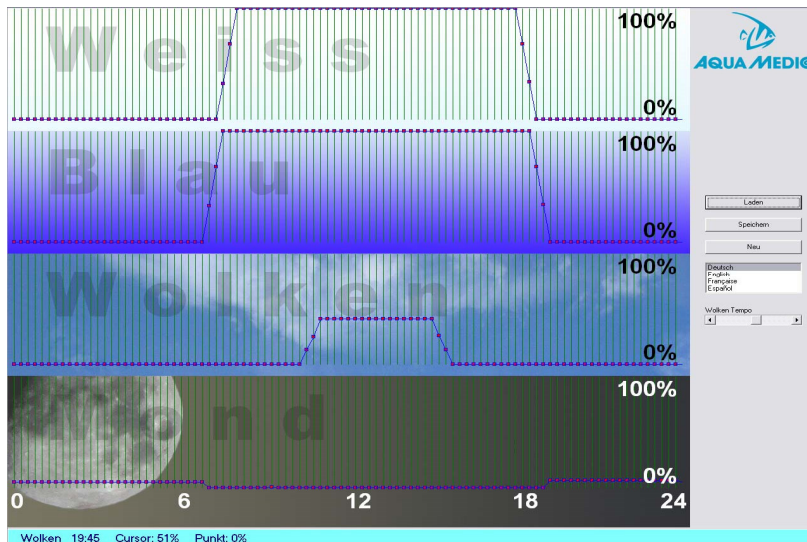 Weiss
100%
0%
AQUA MEDIC
Blau
100%
0%
Laden
Speichern
Neu
Deutsch
English
Française
Español
Wolken Tempo
Wolken
100%
0%
Mond
100%
0%
0 6 12 18 24
Wolken 19:45 Cursor: 51% Punkt: 0%